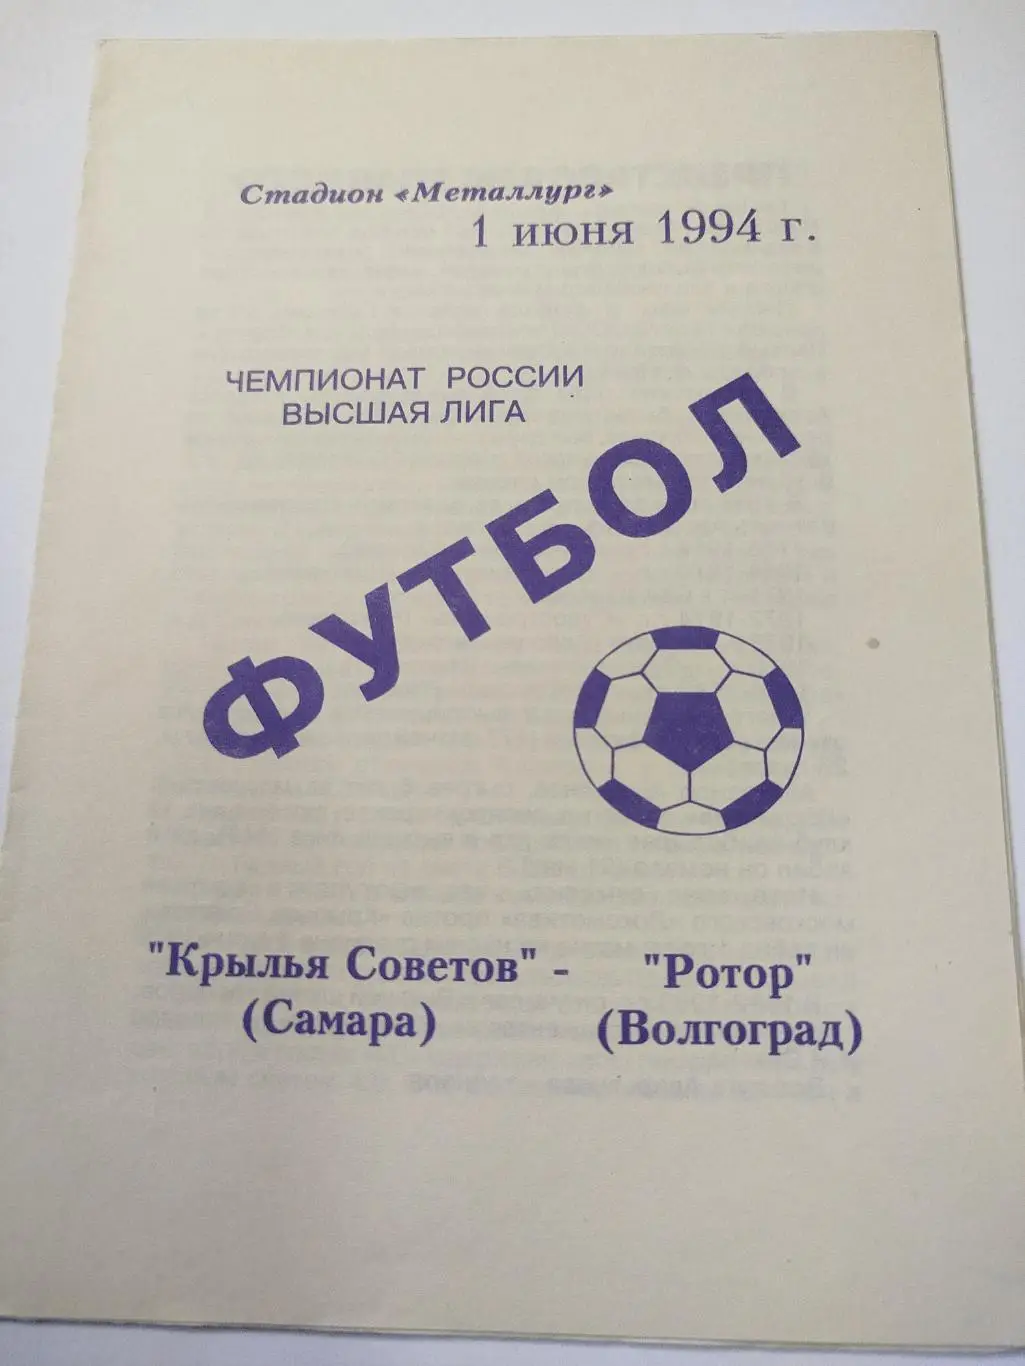 Стадион «Металлург»
1 июня 1994 г.
ЧЕМПИОНАТ РОССИИ
ВЫСШАЯ ЛИГА
ФУТБОЛ
"Крылья Советов" - "Ротор"
(Самара) (Волгоград)